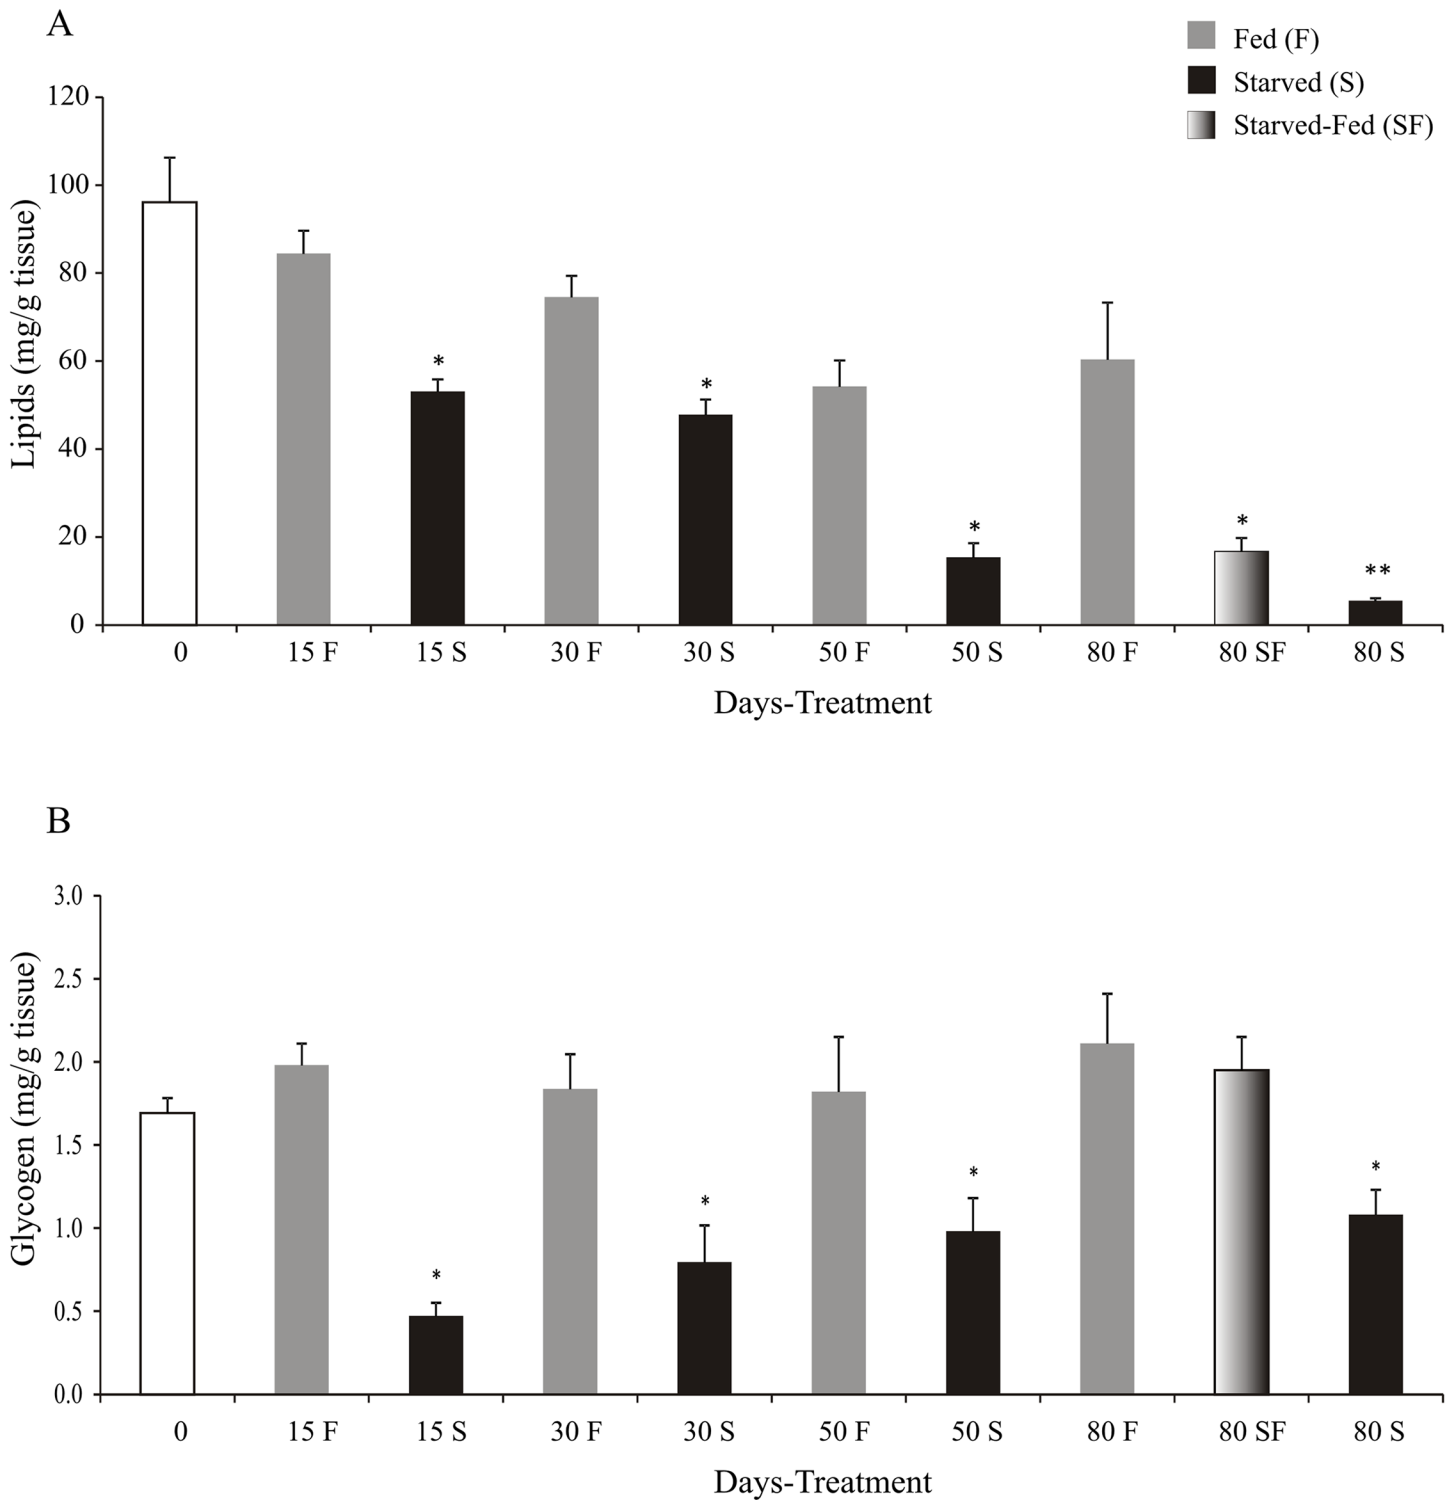 A
Fed (F)
Starved (S)
Starved-Fed (SF)
120
100
80
60
40
20
0
Lipids (mg/g tissue)
*
*
*
*
**
0 15 F 15 S 30 F 30 S 50 F 50 S 80 F 80 SF 80 S
Days-Treatment
B
3.0
2.5
2.0
1.5
1.0
0.5
0.0
Glycogen (mg/g tissue)
*
*
*
*
0 15 F 15 S 30 F 30 S 50 F 50 S 80 F 80 SF 80 S
Days-Treatment